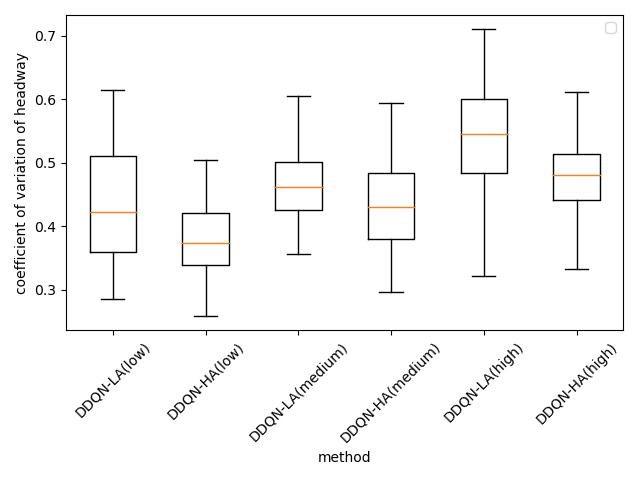 0.7
0.6
0.5
0.4
0.3
coefficient of variation of headway
DDQN-LA(low)
DDQN-HA(low)
DDQN-LA(medium)
DDQN-HA(medium)
DDQN-LA(high)
DDQN-HA(high)
method